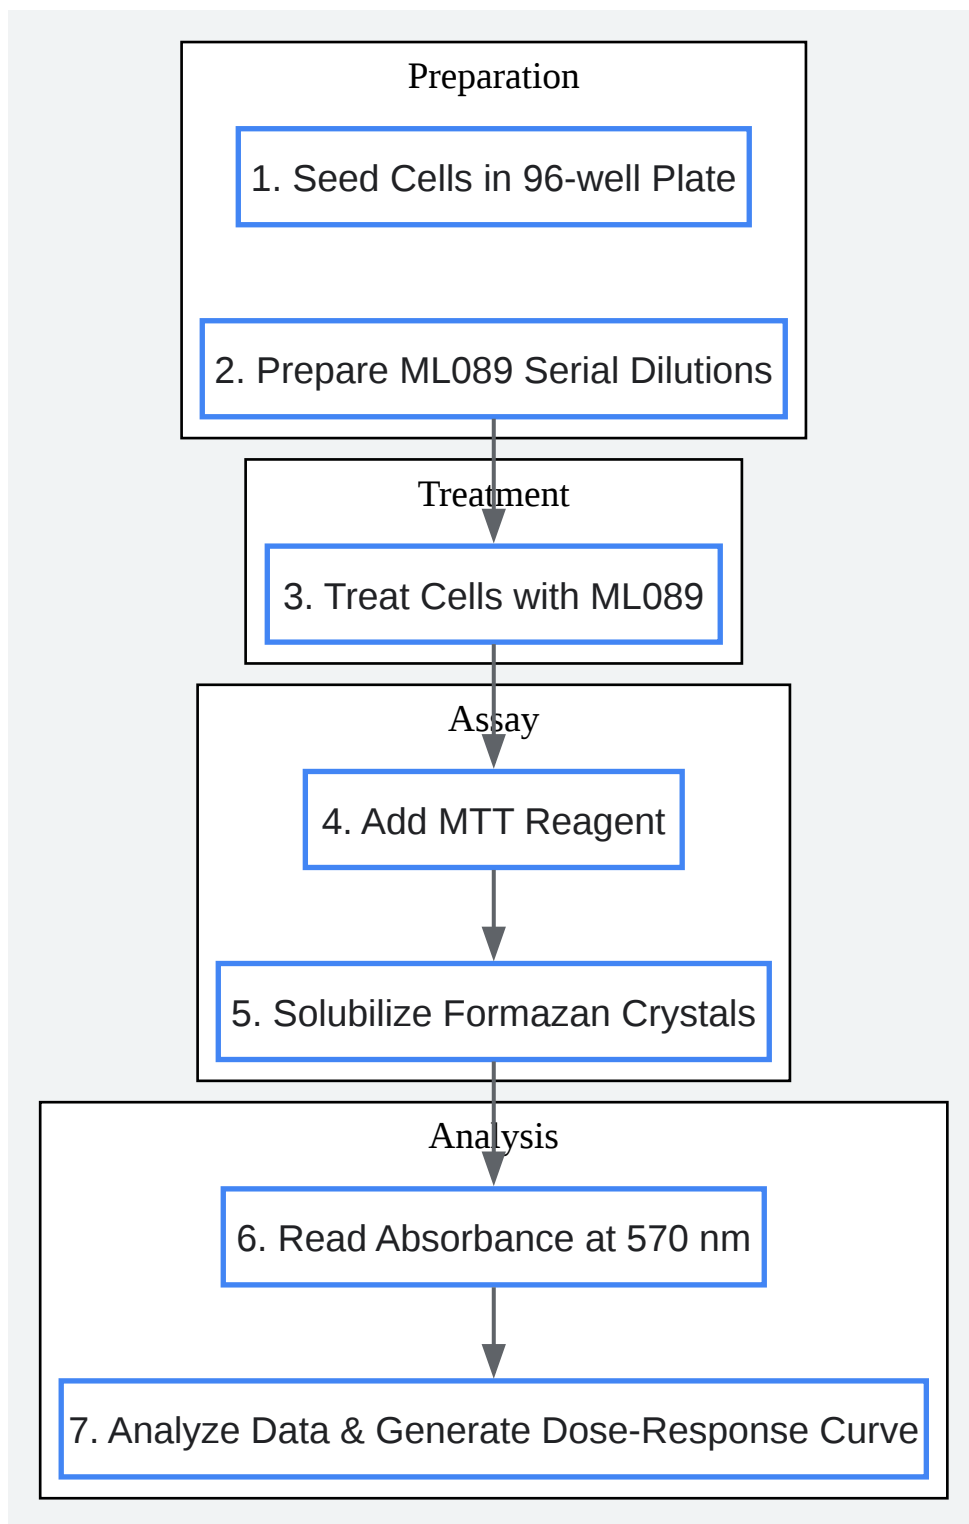 Preparation
1. Seed Cells in 96-well Plate
2. Prepare ML089 Serial Dilutions
Treatment
3. Treat Cells with ML089
Assay
4. Add MTT Reagent
5. Solubilize Formazan Crystals
Analysis
6. Read Absorbance at 570 nm
7. Analyze Data & Generate Dose-Response Curve